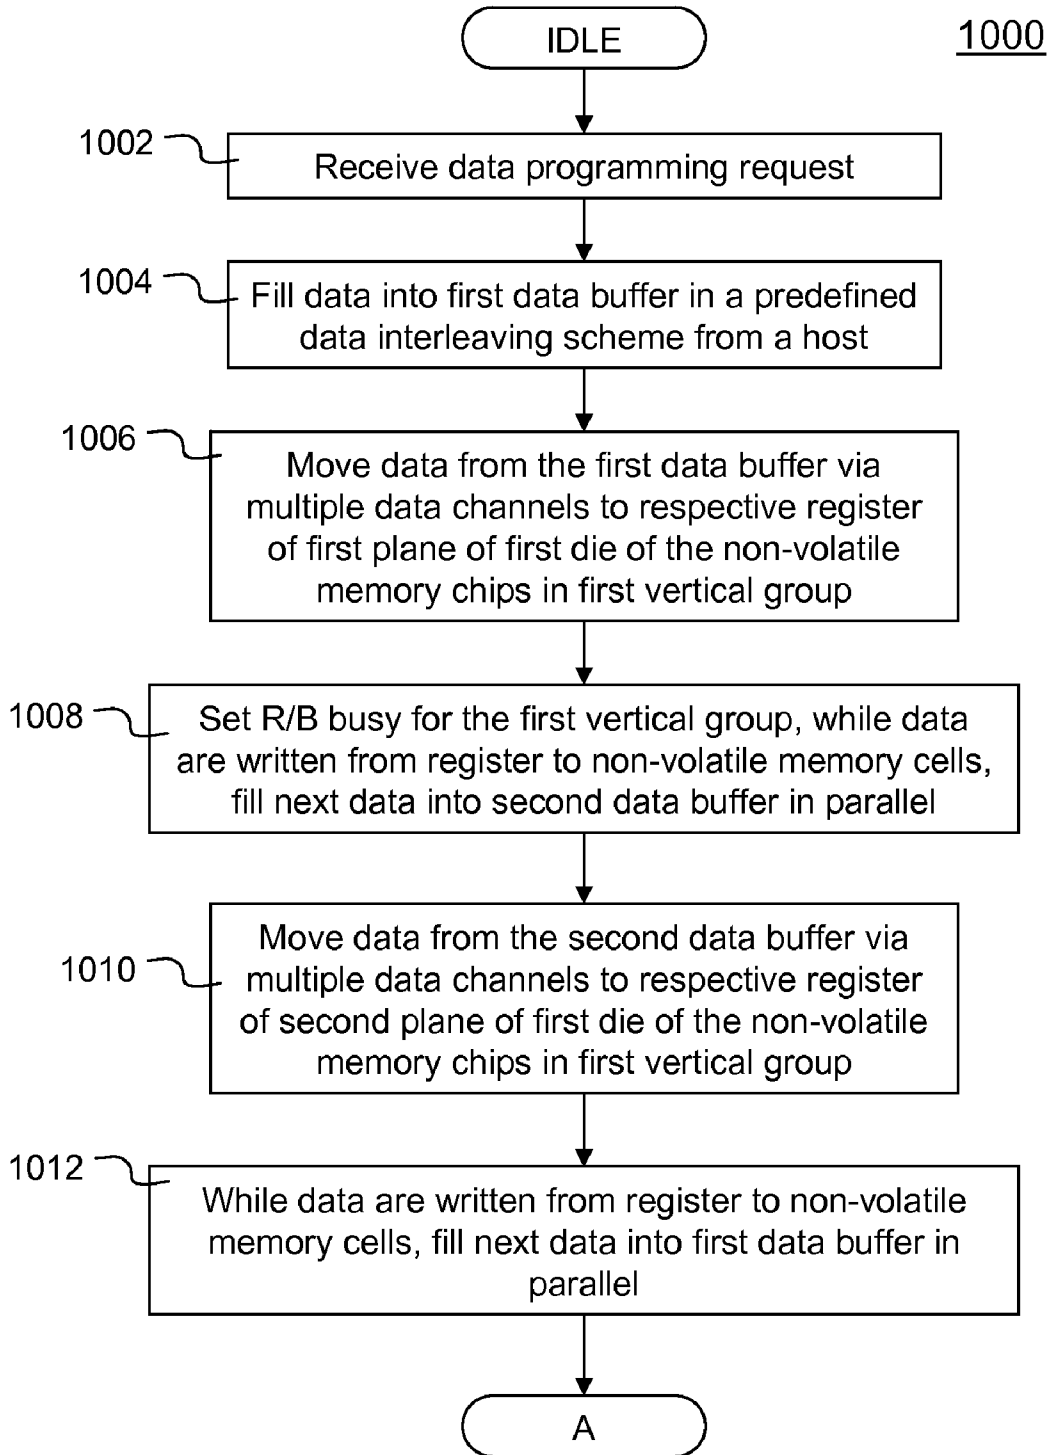 IDLE
1000
1002
Receive data programming request
1004
Fill data into first data buffer in a predefined
data interleaving scheme from a host
1006
Move data from the first data buffer via
multiple data channels to respective register
of first plane of first die of the non-volatile
memory chips in first vertical group
1008
Set R/B busy for the first vertical group, while data
are written from register to non-volatile memory cells,
fill next data into second data buffer in parallel
1010
Move data from the second data buffer via
multiple data channels to respective register
of second plane of first die of the non-volatile
memory chips in first vertical group
1012
While data are written from register to non-volatile
memory cells, fill next data into first data buffer in
parallel
A